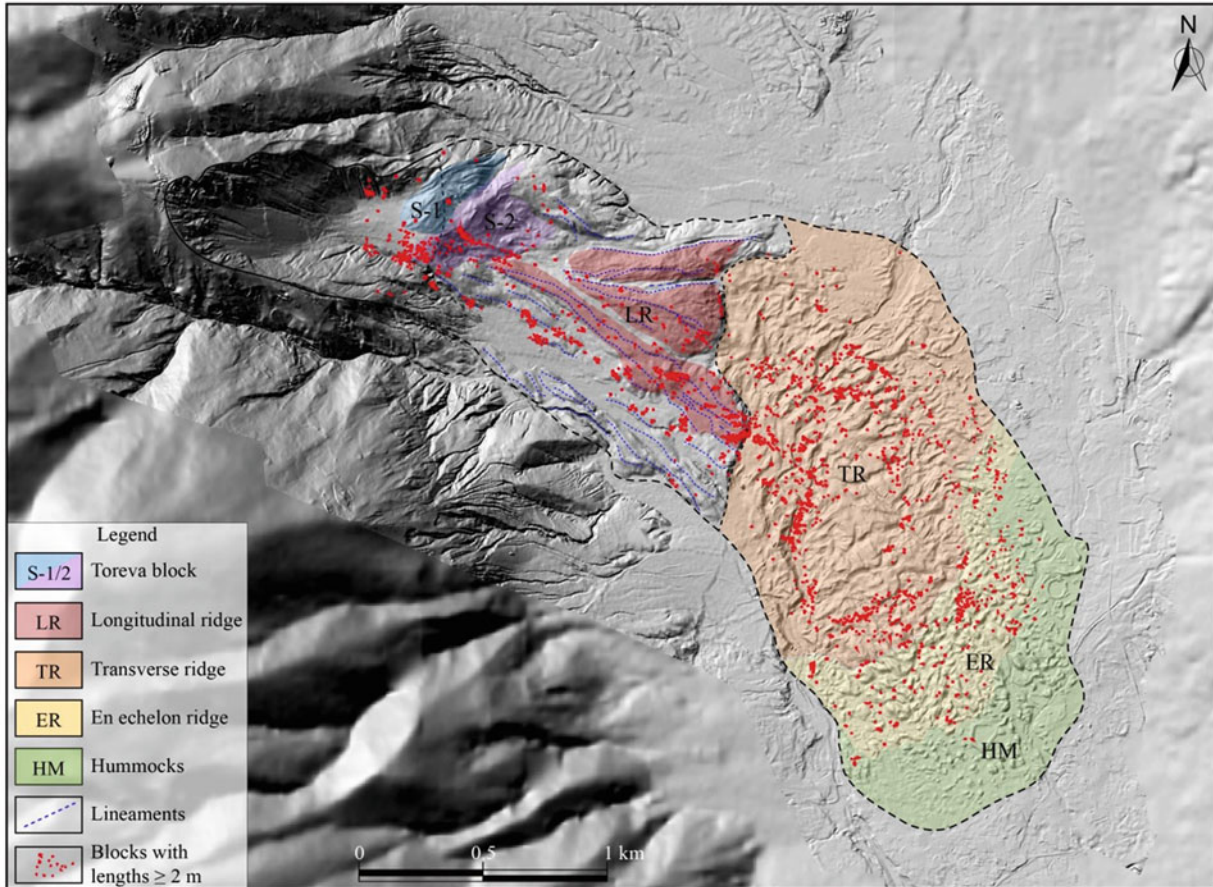 N
S-1
S-2
LR
TR
ER
HM
Legend
S-1/2 Toreva block
LR Longitudinal ridge
TR Transverse ridge
ER En echelon ridge
HM Hummocks
Lineaments
Blocks with
lengths ≥ 2 m
0 0.5 1 km